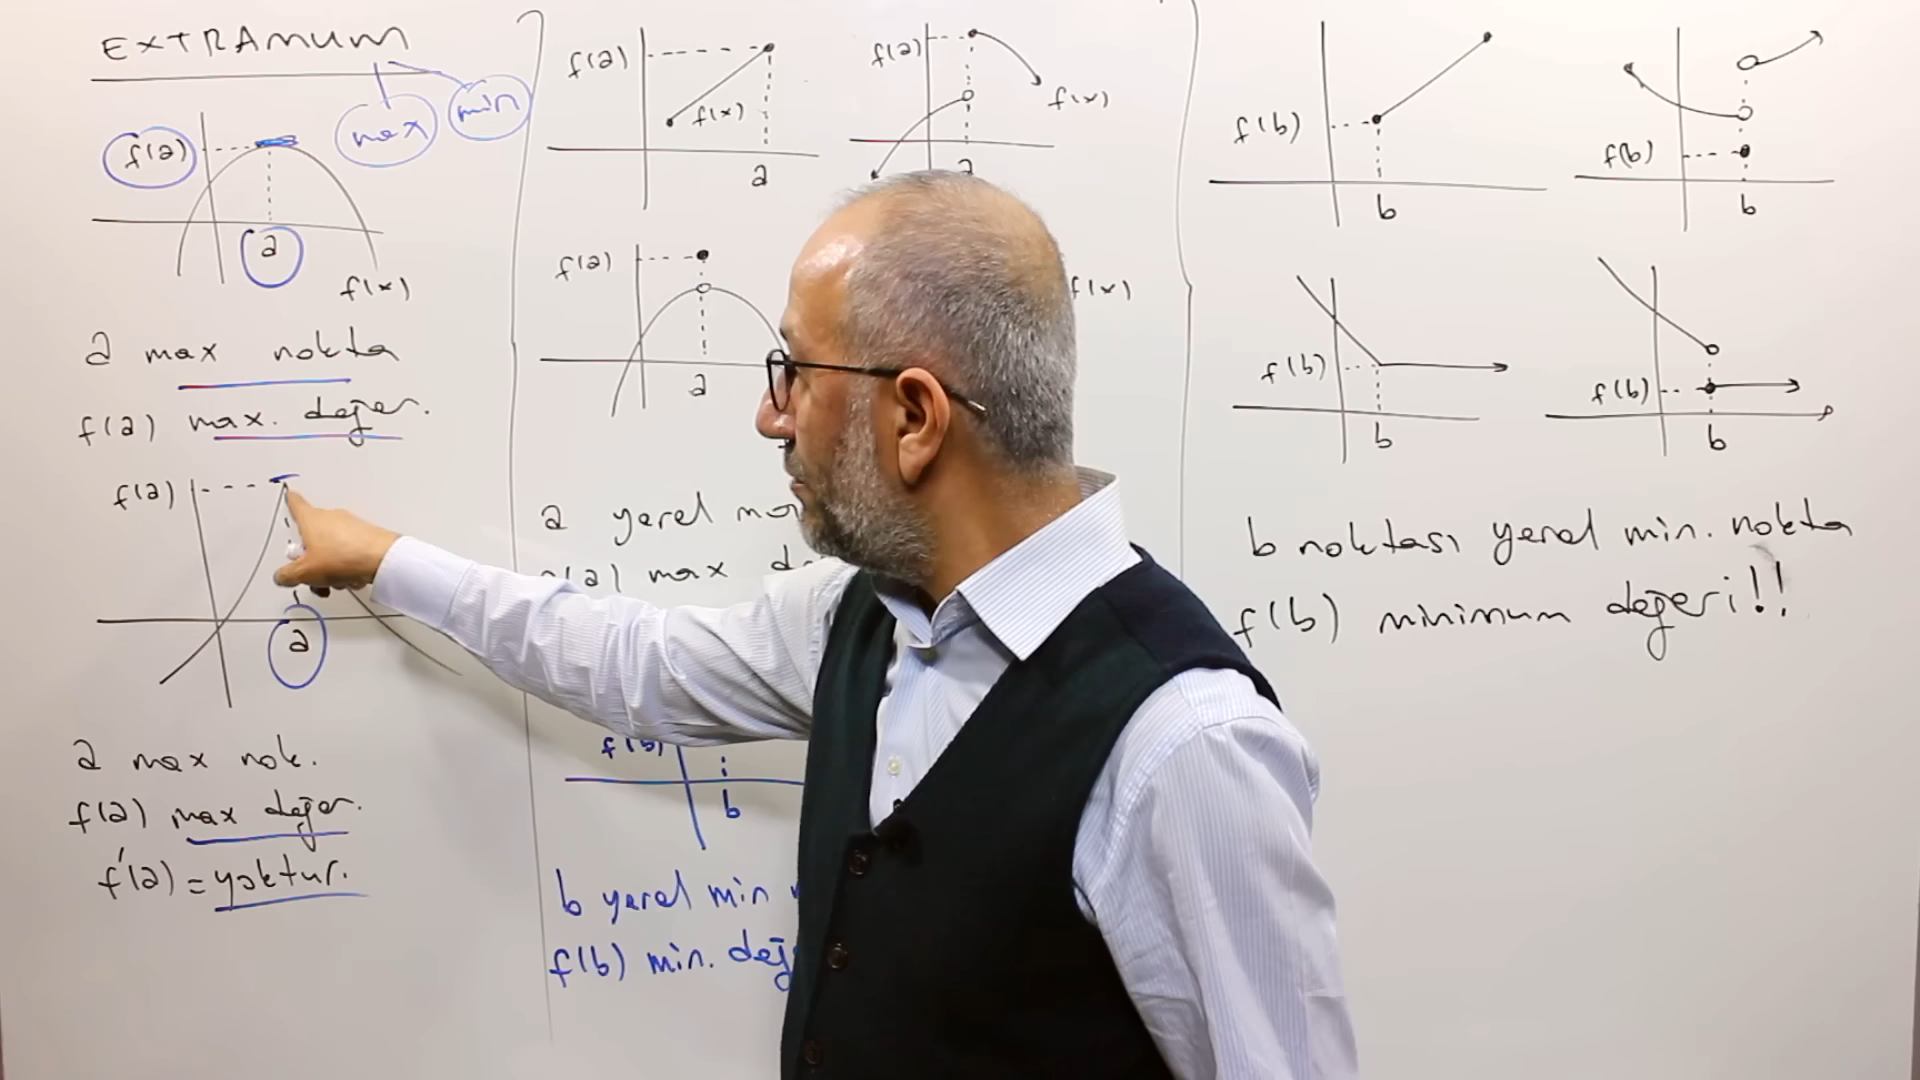 EXTRAMUM
max min
f(a)
a
f(x)
a max nokta
f(a) max. değer.
f(a)
a
a max nok.
f(a) max değer.
f'(a) = yoktur.
f(a)
f(x)
a
f(a)
f(x)
a
f(a)
a
f(x)
a yerel
f(a) max
f(b)
b
b yerel min
f(b) min.
f(b)
b
f(b)
b
f(b)
b
f(b)
b
b noktası yerel min. nokta
f(b) minimum değeri!!